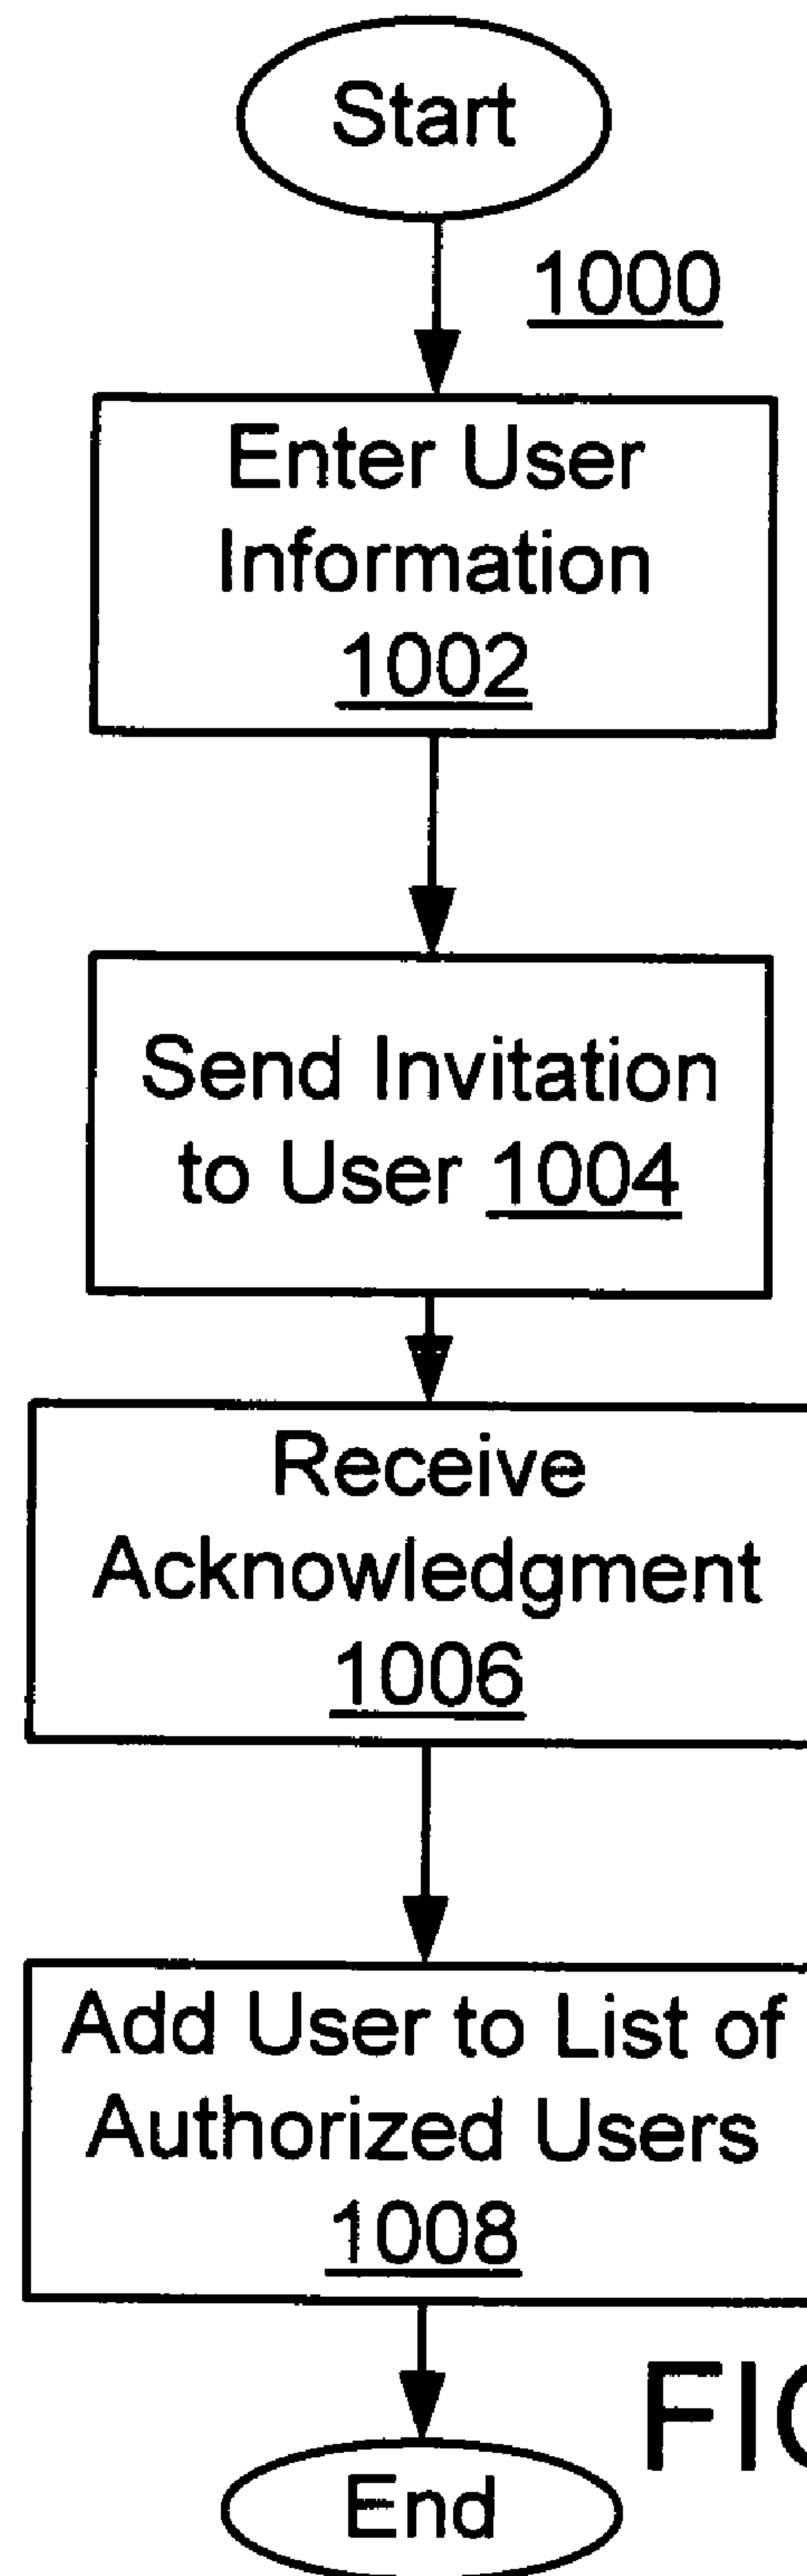 Start
1000
Enter User
Information
1002
Send Invitation
to User 1004
Receive
Acknowledgment
1006
Add User to List of
Authorized Users
1008
End